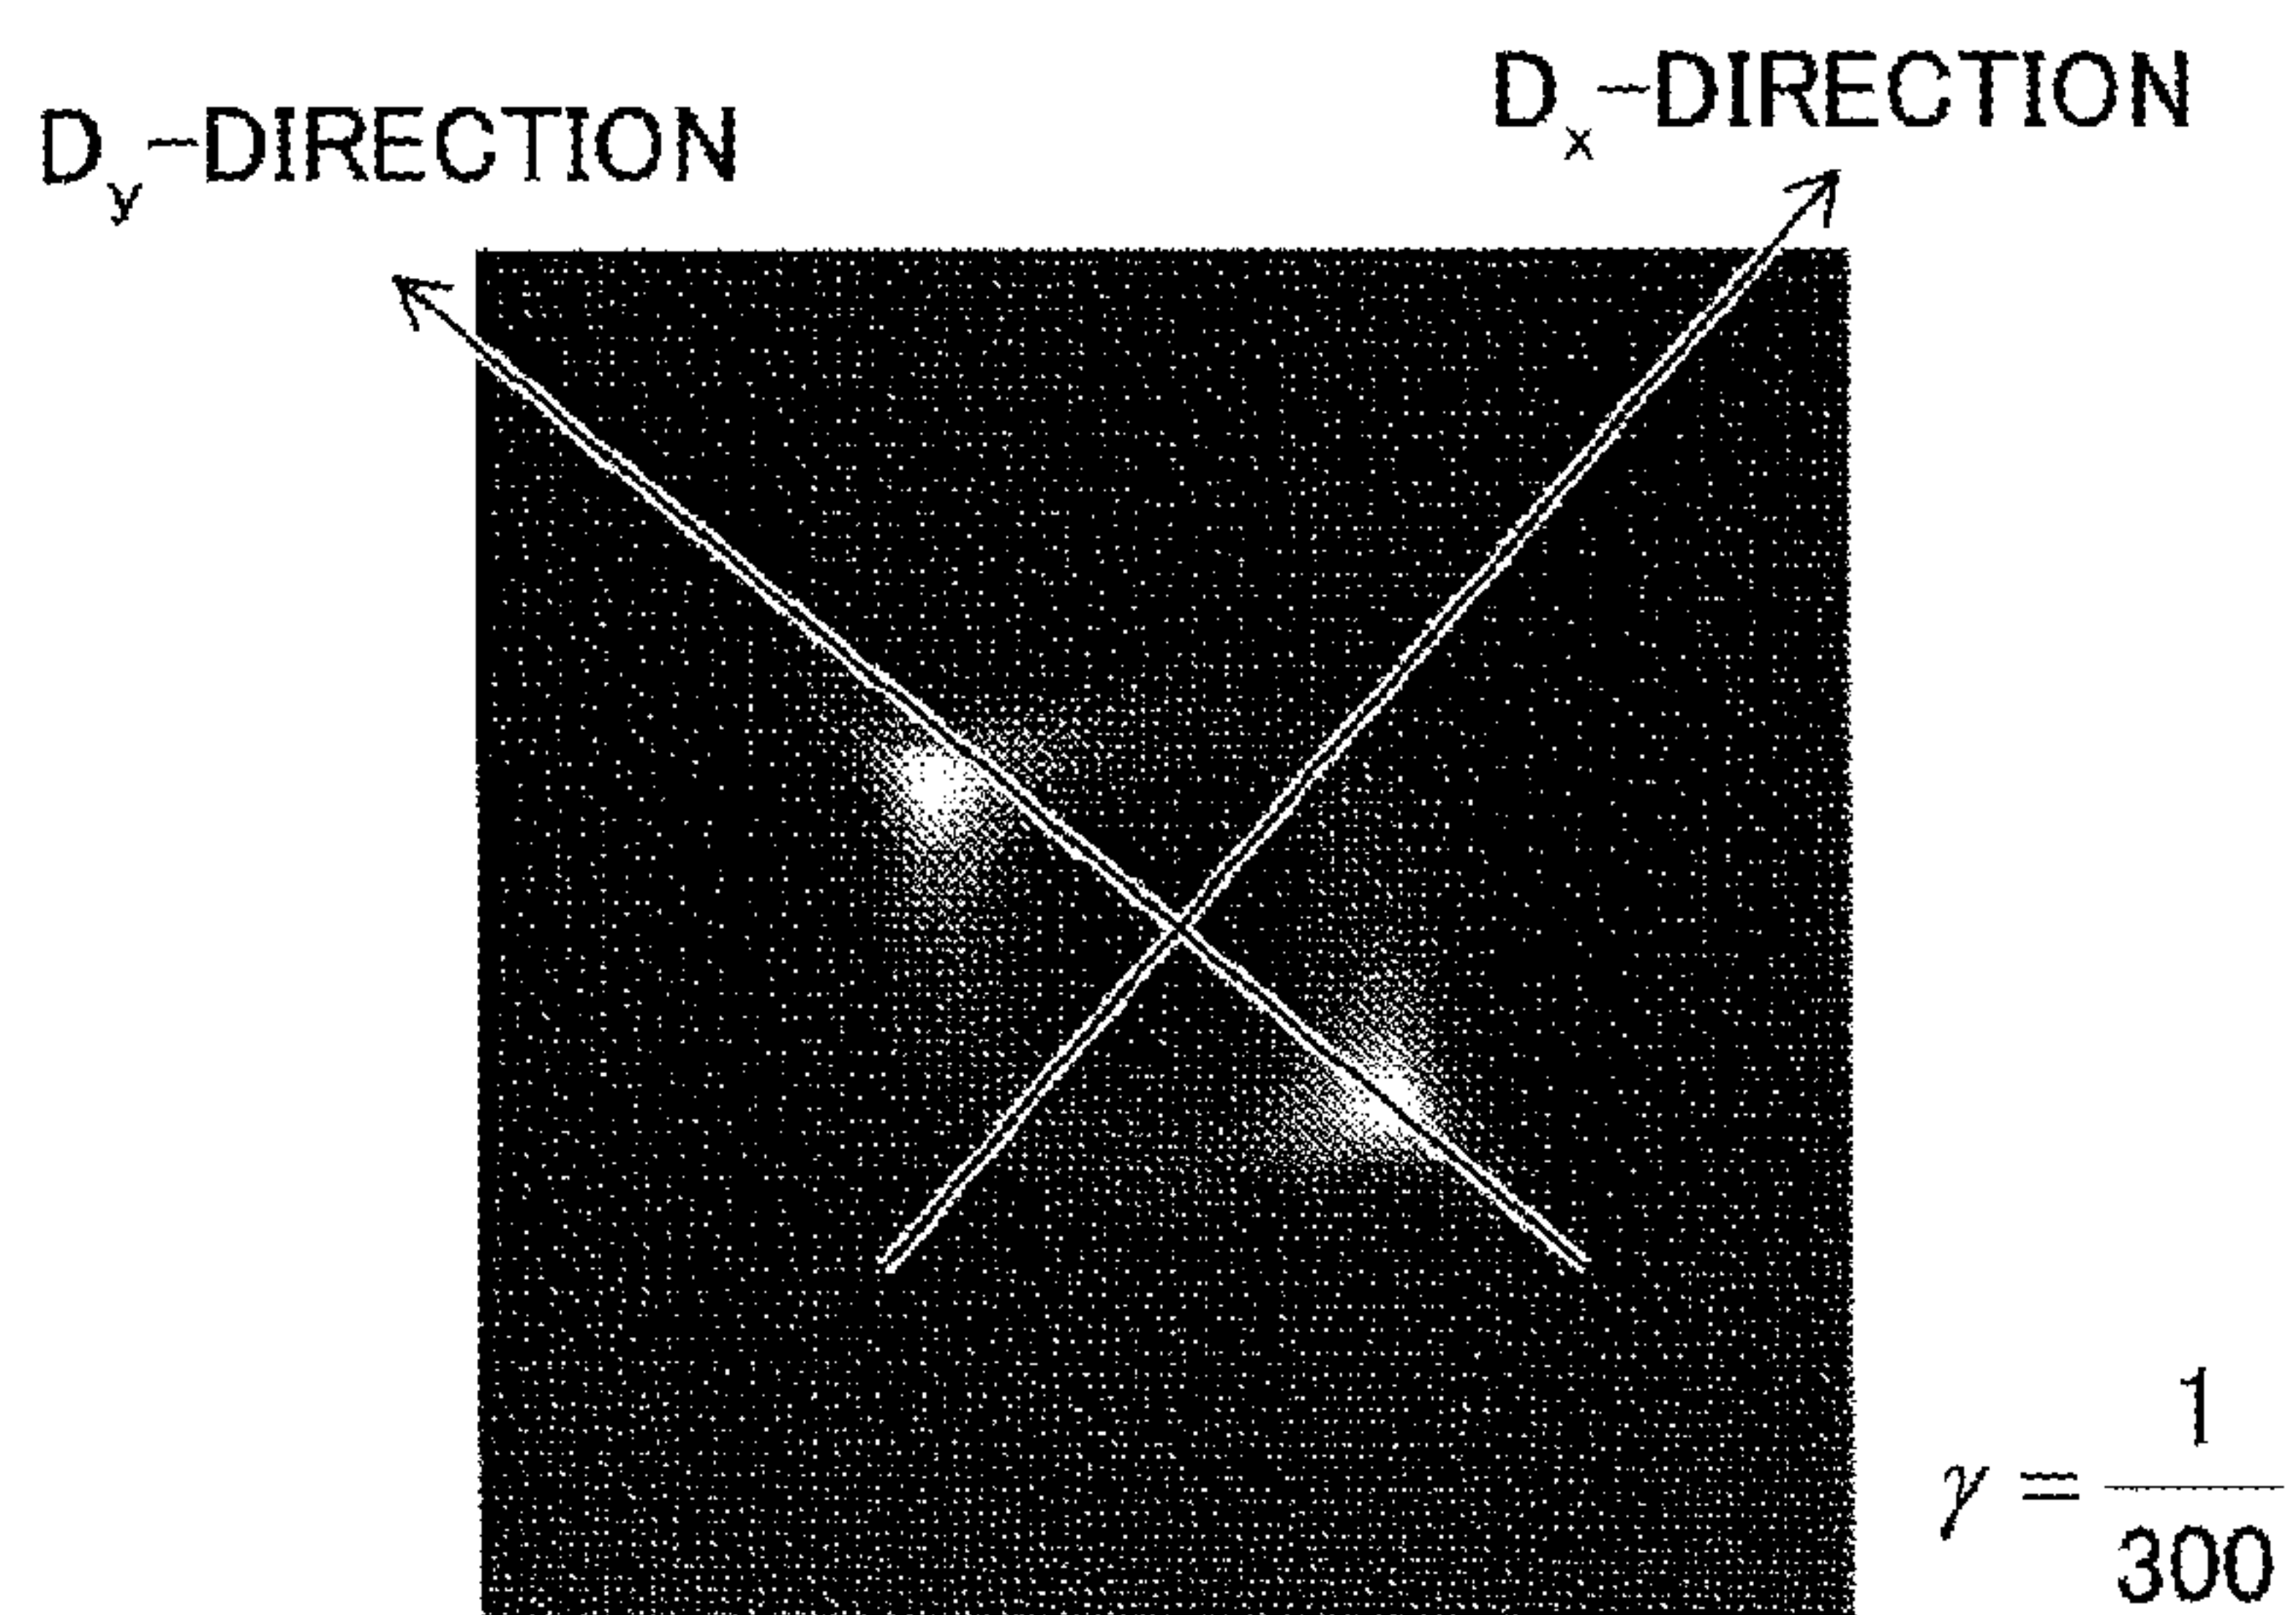 Dy-DIRECTION
Dx-DIRECTION
γ = 1/300